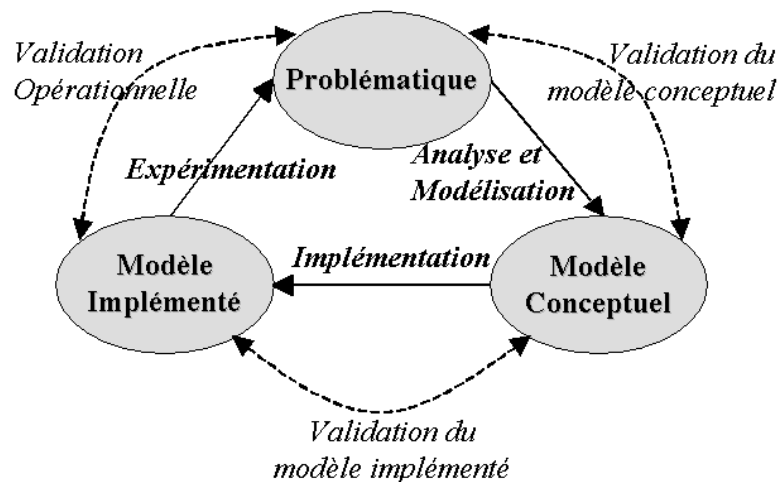 Validation
Opérationnelle
Problématique
Validation du
modèle conceptuel
Expérimentation
Analyse et
Modélisation
Modèle
Implémenté
Implémentation
Modèle
Conceptuel
Validation du
modèle implémenté